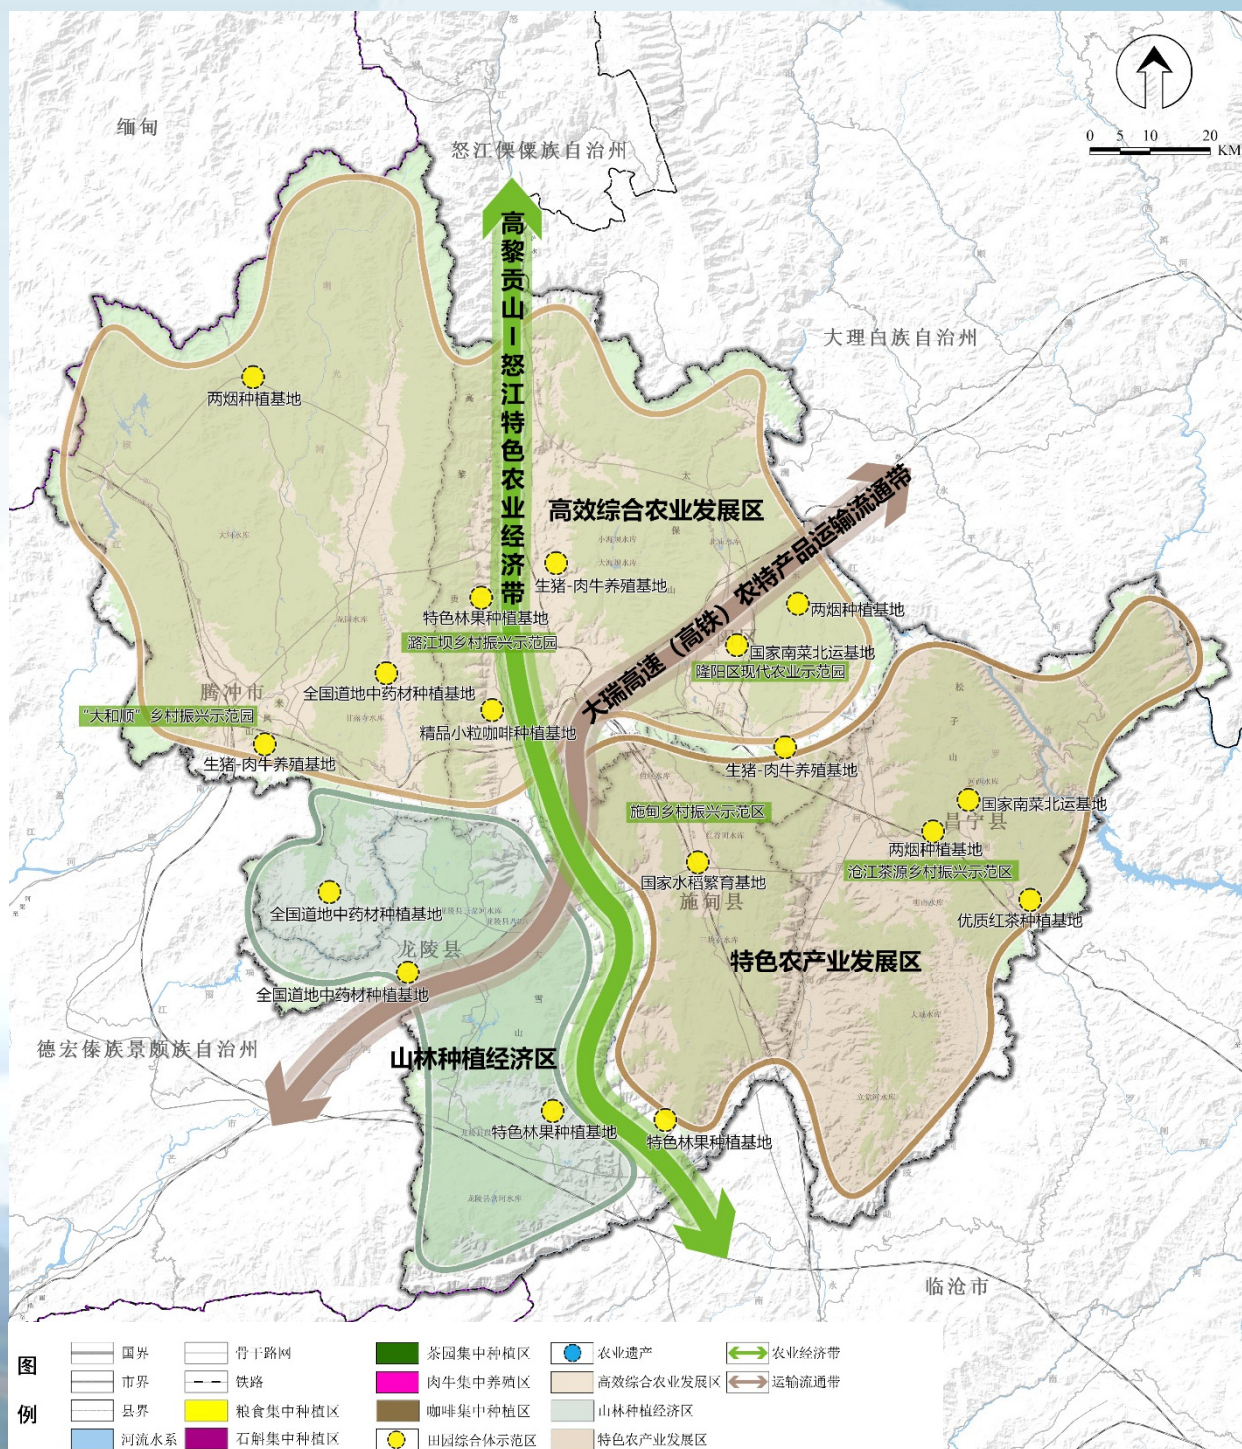 缅甸
怒江傈僳族自治州
0 5 10 20
KM
大理白族自治州
高黎贡山—怒江特色农业经济带
两烟种植基地
高效综合农业发展区
大瑞高速（高铁）农特产品运输流通带
小海坝水库
大海坝水库
生猪-肉牛养殖基地
特色林果种植基地
潞江坝乡村振兴示范园
两烟种植基地
国家南菜北运基地
隆阳区现代农业示范园
全国道地中药材种植基地
腾冲市
"大和顺"乡村振兴示范园
精品小粒咖啡种植基地
生猪-肉牛养殖基地
生猪-肉牛养殖基地
施甸乡村振兴示范区
国家南菜北运基地
昌宁县
两烟种植基地
沧江茶源乡村振兴示范区
国家水稻繁育基地
施甸县
优质红茶种植基地
全国道地中药材种植基地
龙陵县
全国道地中药材种植基地
特色农产业发展区
德宏傣族景颇族自治州
山林种植经济区
特色林果种植基地
特色林果种植基地
临沧市
图例
国界
骨干路网
茶园集中种植区
农业遗产
农业经济带
市界
铁路
肉牛集中养殖区
高效综合农业发展区
运输流通带
县界
粮食集中种植区
咖啡集中种植区
山林种植经济区
河流水系
石斛集中种植区
田园综合体示范区
特色农产业发展区